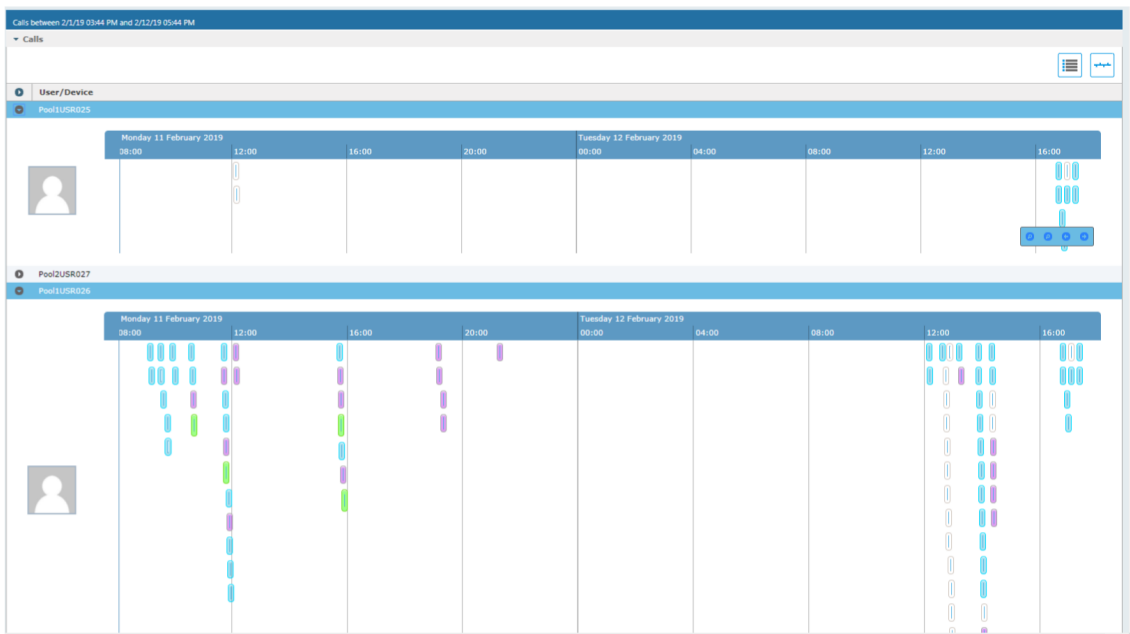 Calls between 2/1/19 03:44 PM and 2/12/19 05:44 PM
Calls
User/Device
Pool1USR025
Monday 11 February 2019 Tuesday 12 February 2019
08:00 12:00 16:00 20:00 00:00 04:00 08:00 12:00 16:00
Pool2USR027
Pool1USR026
Monday 11 February 2019 Tuesday 12 February 2019
08:00 12:00 16:00 20:00 00:00 04:00 08:00 12:00 16:00